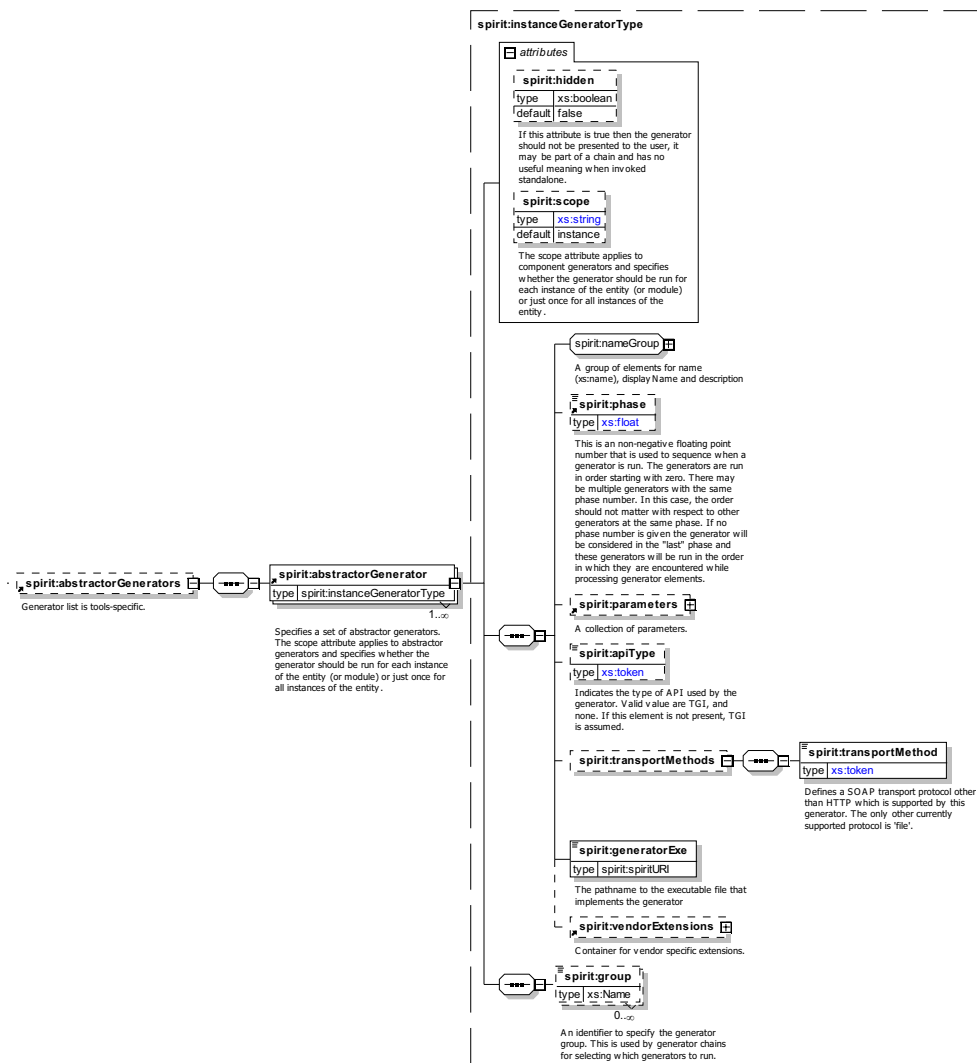 spirit:instanceGeneratorType
attributes
spirit:hidden
type xs:boolean
default false
If this attribute is true then the generator
should not be presented to the user, it
may be part of a chain and has no
useful meaning when invoked
standalone.
spirit:scope
type xs:string
default instance
The scope attribute applies to
component generators and specifies
whether the generator should be run for
each instance of the entity (or module)
or just once for all instances of the
entity.
spirit:nameGroup
A group of elements for name
(xs:name), displayName and description
spirit:phase
type xs:float
This is an non-negative floating point
number that is used to sequence when a
generator is run. The generators are run
in order starting with zero. There may
be multiple generators with the same
phase number. In this case, the order
should not matter with respect to other
generators at the same phase. If no
phase number is given the generator will
be considered in the "last" phase and
these generators will be run in the order
in which they are encountered while
processing generator elements.
spirit:abstractorGenerators
Generator list is tools-specific.
spirit:abstractorGenerator
type spirit:instanceGeneratorType
1..∞
Specifies a set of abstractor generators.
The scope attribute applies to abstractor
generators and specifies whether the
generator should be run for each instance
of the entity (or module) or just once for
all instances of the entity.
spirit:parameters
A collection of parameters.
spirit:apiType
type xs:token
Indicates the type of API used by the
generator. Valid value are TGI, and
none. If this element is not present, TGI
is assumed.
spirit:transportMethods
spirit:transportMethod
type xs:token
Defines a SOAP transport protocol other
than HTTP which is supported by this
generator. The only other currently
supported protocol is 'file'.
spirit:generatorExe
type spirit:spiritURI
The pathname to the executable file that
implements the generator
spirit:vendorExtensions
Container for vendor specific extensions.
spirit:group
type xs:Name
0..∞
An identifier to specify the generator
group. This is used by generator chains
for selecting which generators to run.